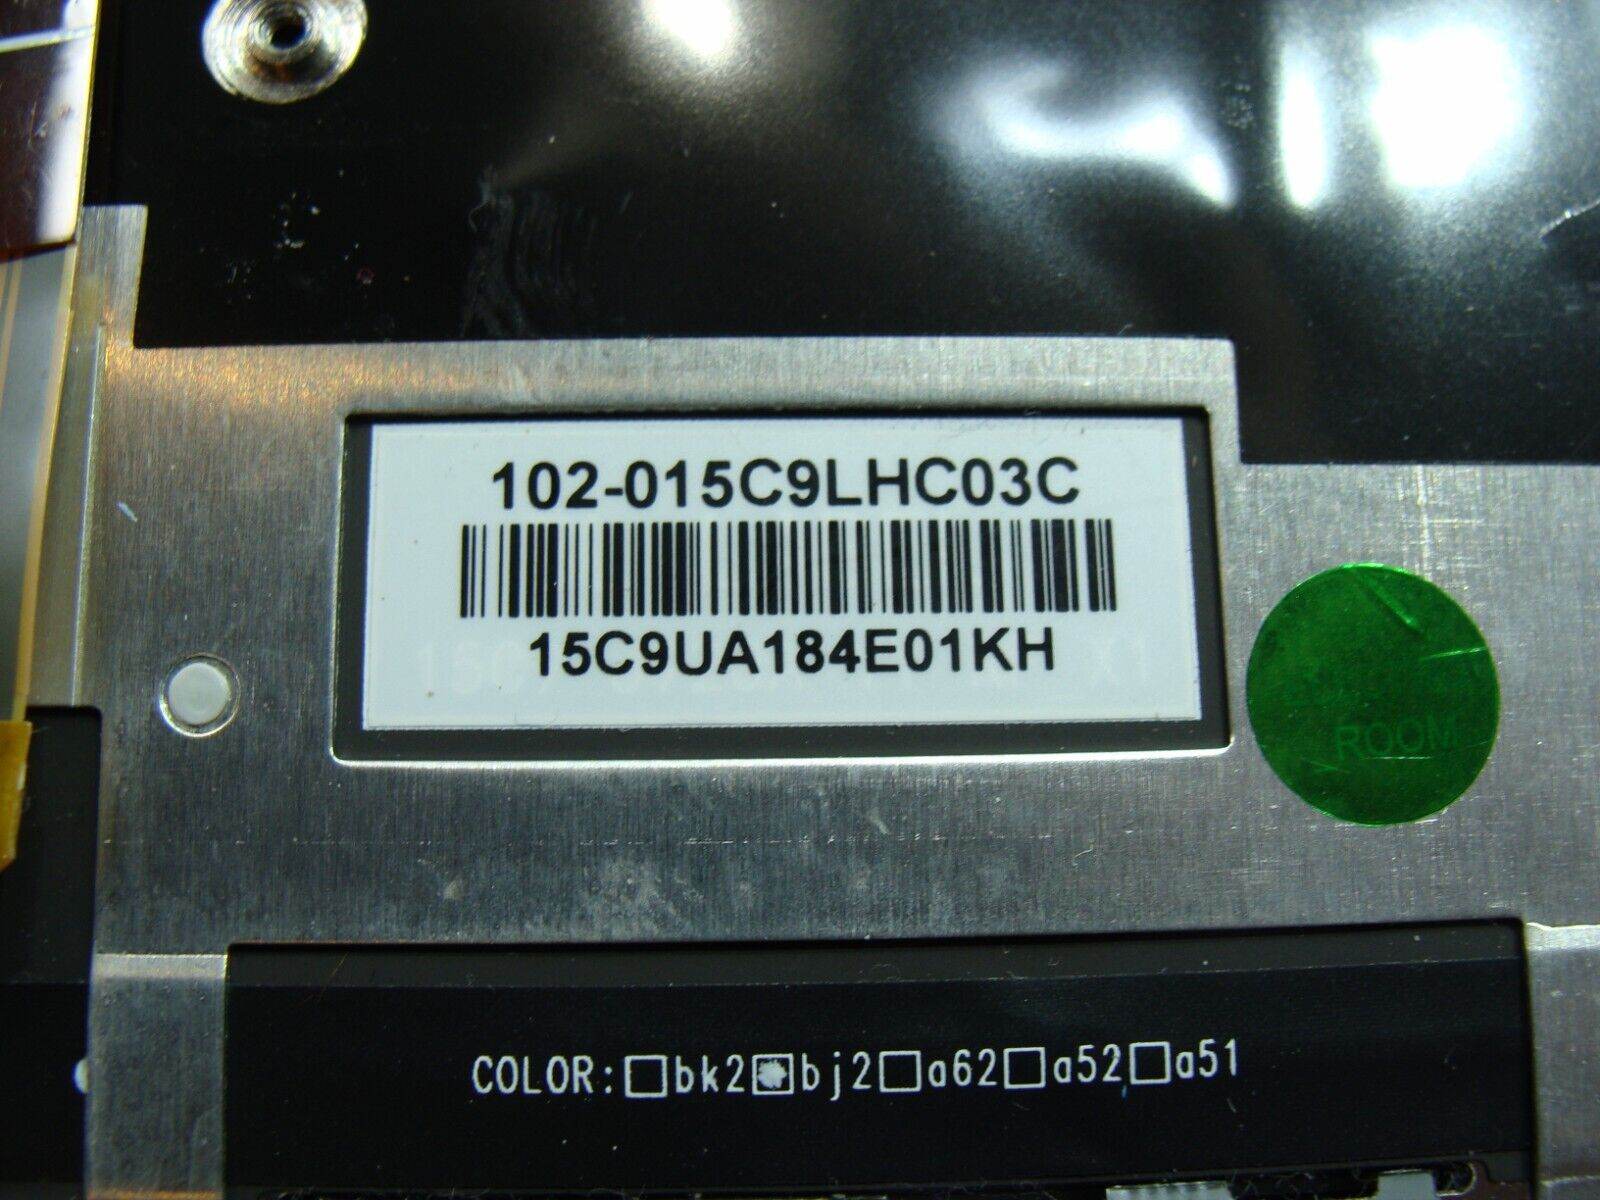 102-015C9LHC03C
15C9UA184E01KH
ROOM
COLOR:☐bk2☒bj2☐a62☐a52☐a51